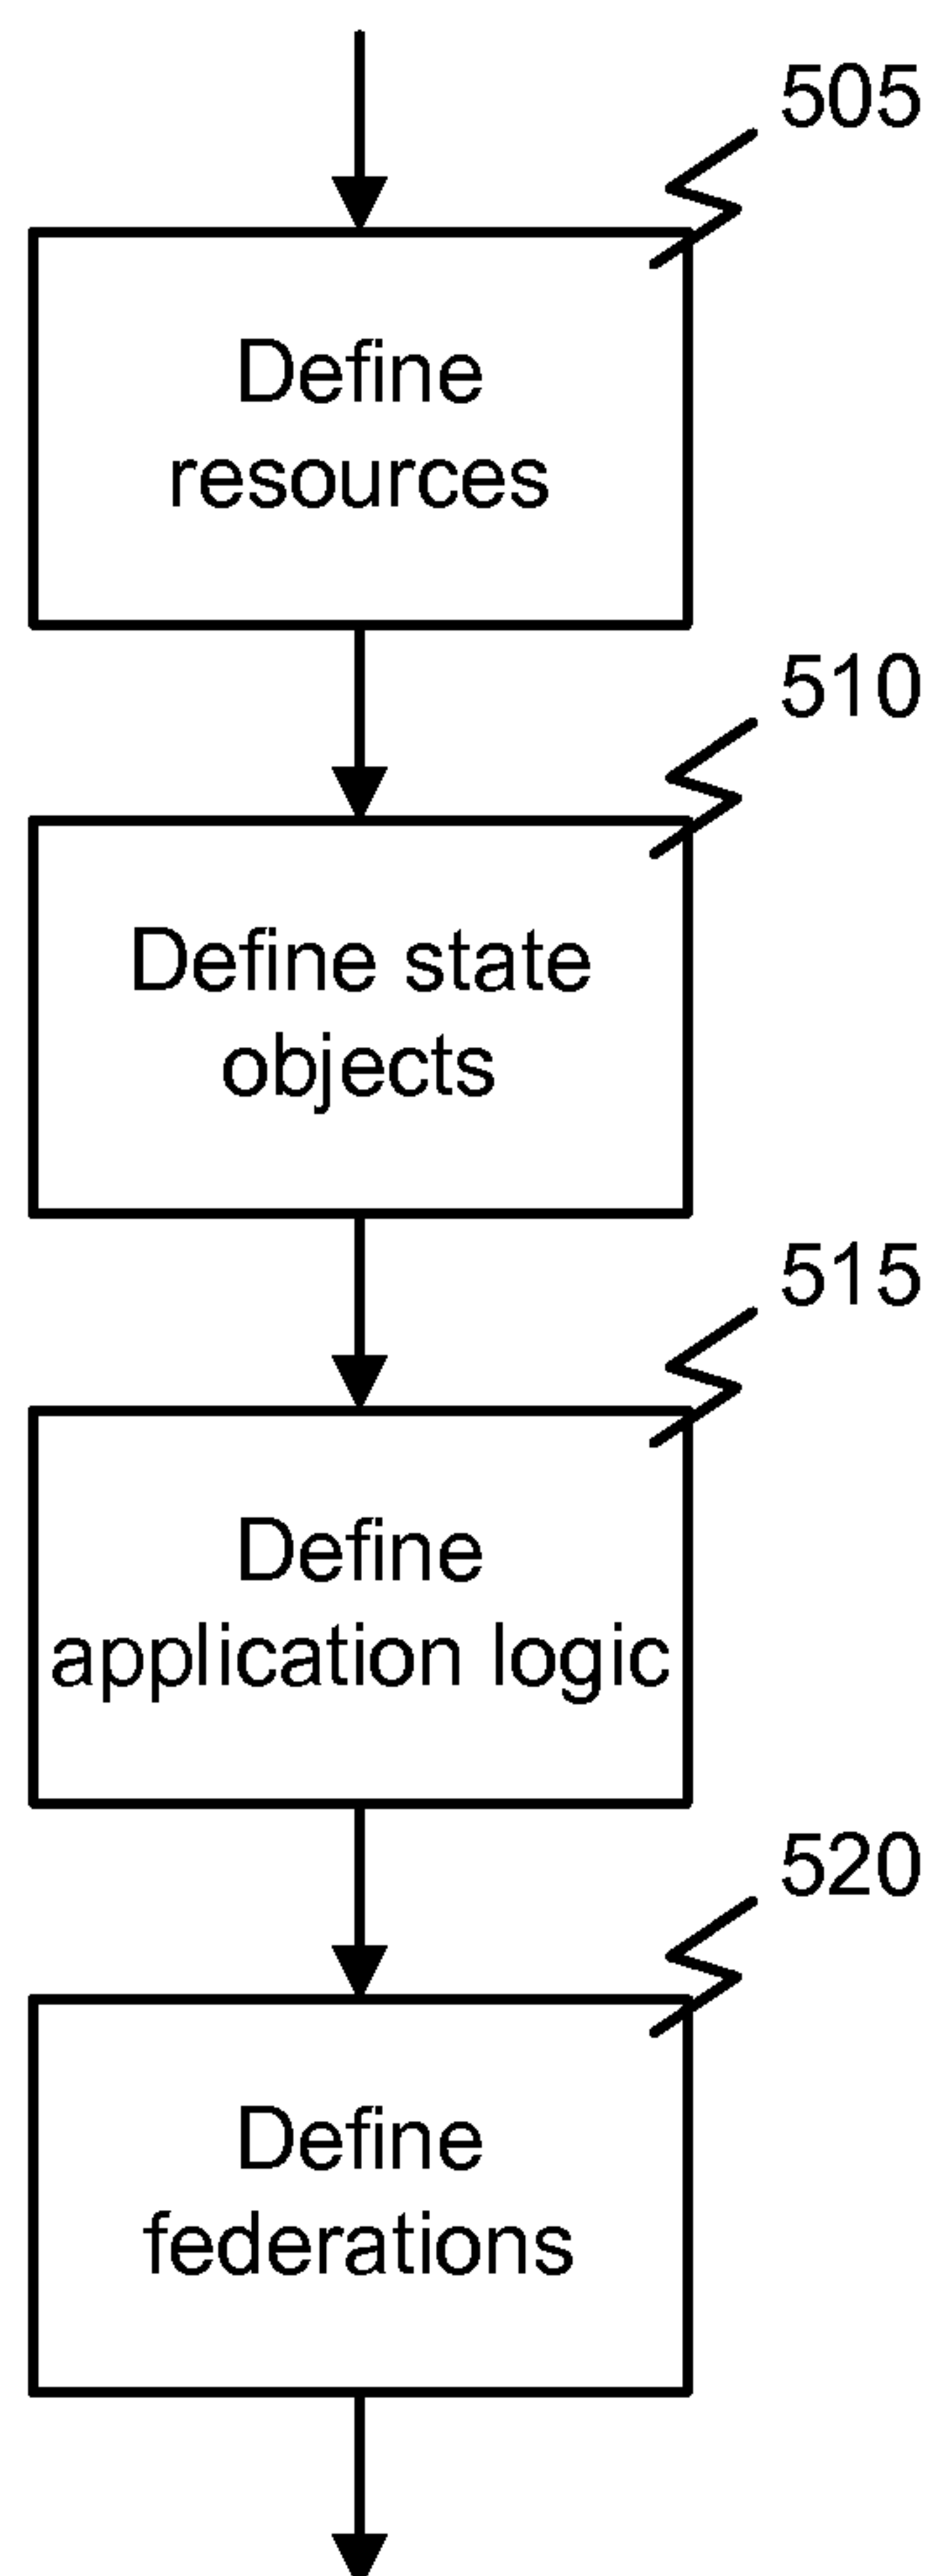 505
Define
resources
510
Define state
objects
515
Define
application logic
520
Define
federations